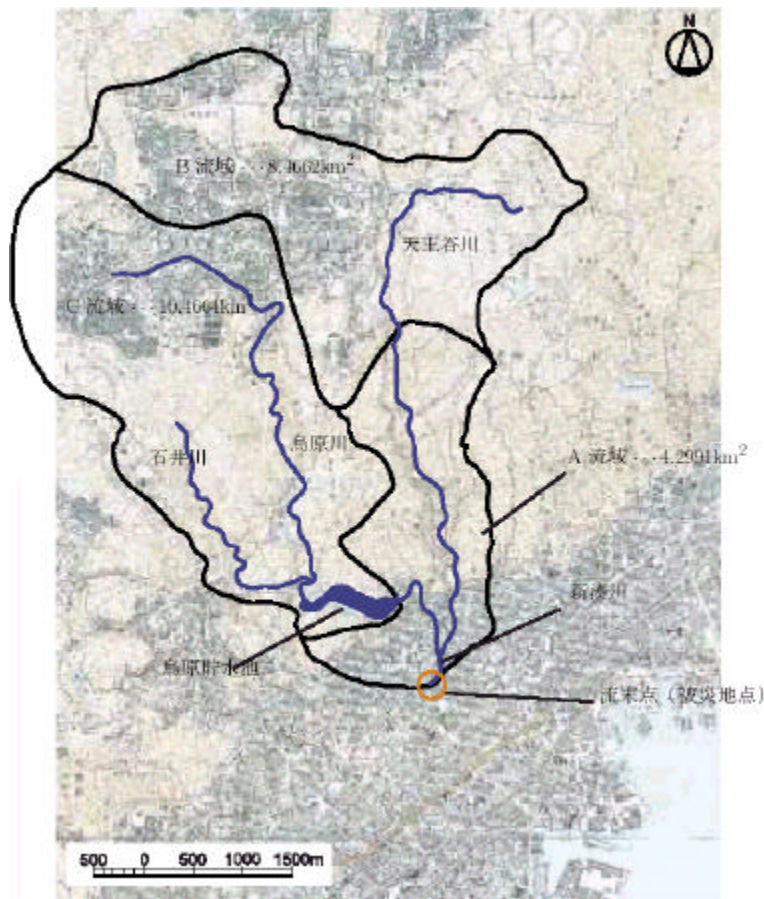 N
B 流域 … 8.4662km²
天王谷川
C 流域 … 10.4664km
烏原川
石井川
A 流域 … 4.2991km²
新湊川
烏原貯水池
流末点（被災地点）
500 0 500 1000 1500m